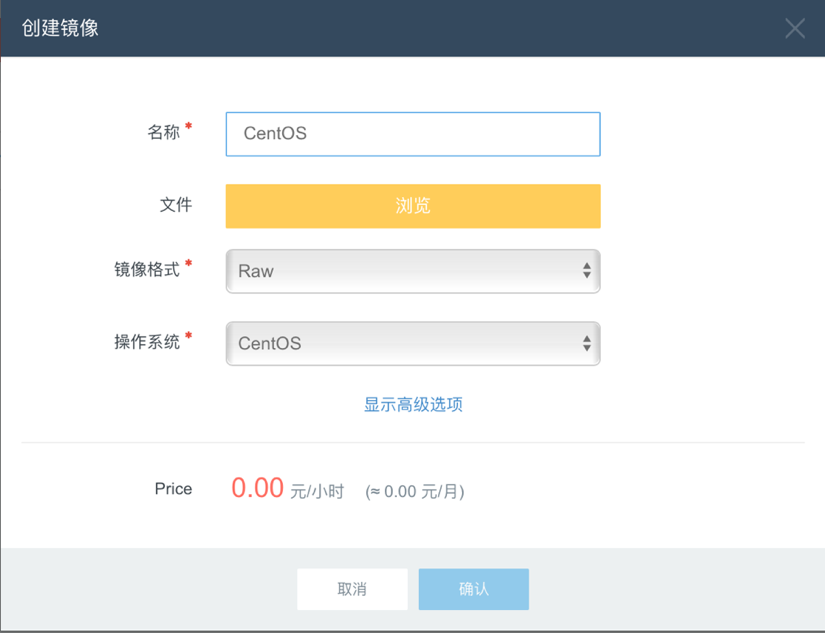 创建镜像
名称 * CentOS
文件 浏览
镜像格式 * Raw
操作系统 * CentOS
显示高级选项
Price 0.00 元/小时 (≈ 0.00 元/月)
取消 确认